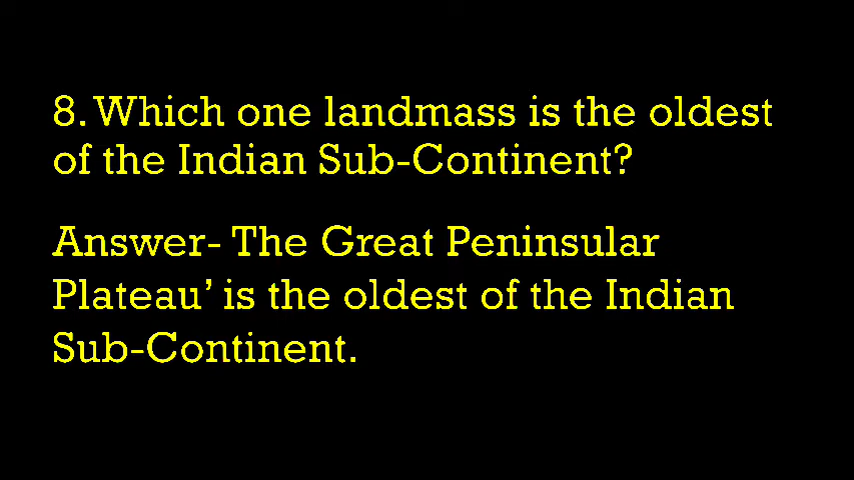 8. Which one landmass is the oldest
of the Indian Sub-Continent?
Answer- The Great Peninsular
Plateau’ is the oldest of the Indian
Sub-Continent.